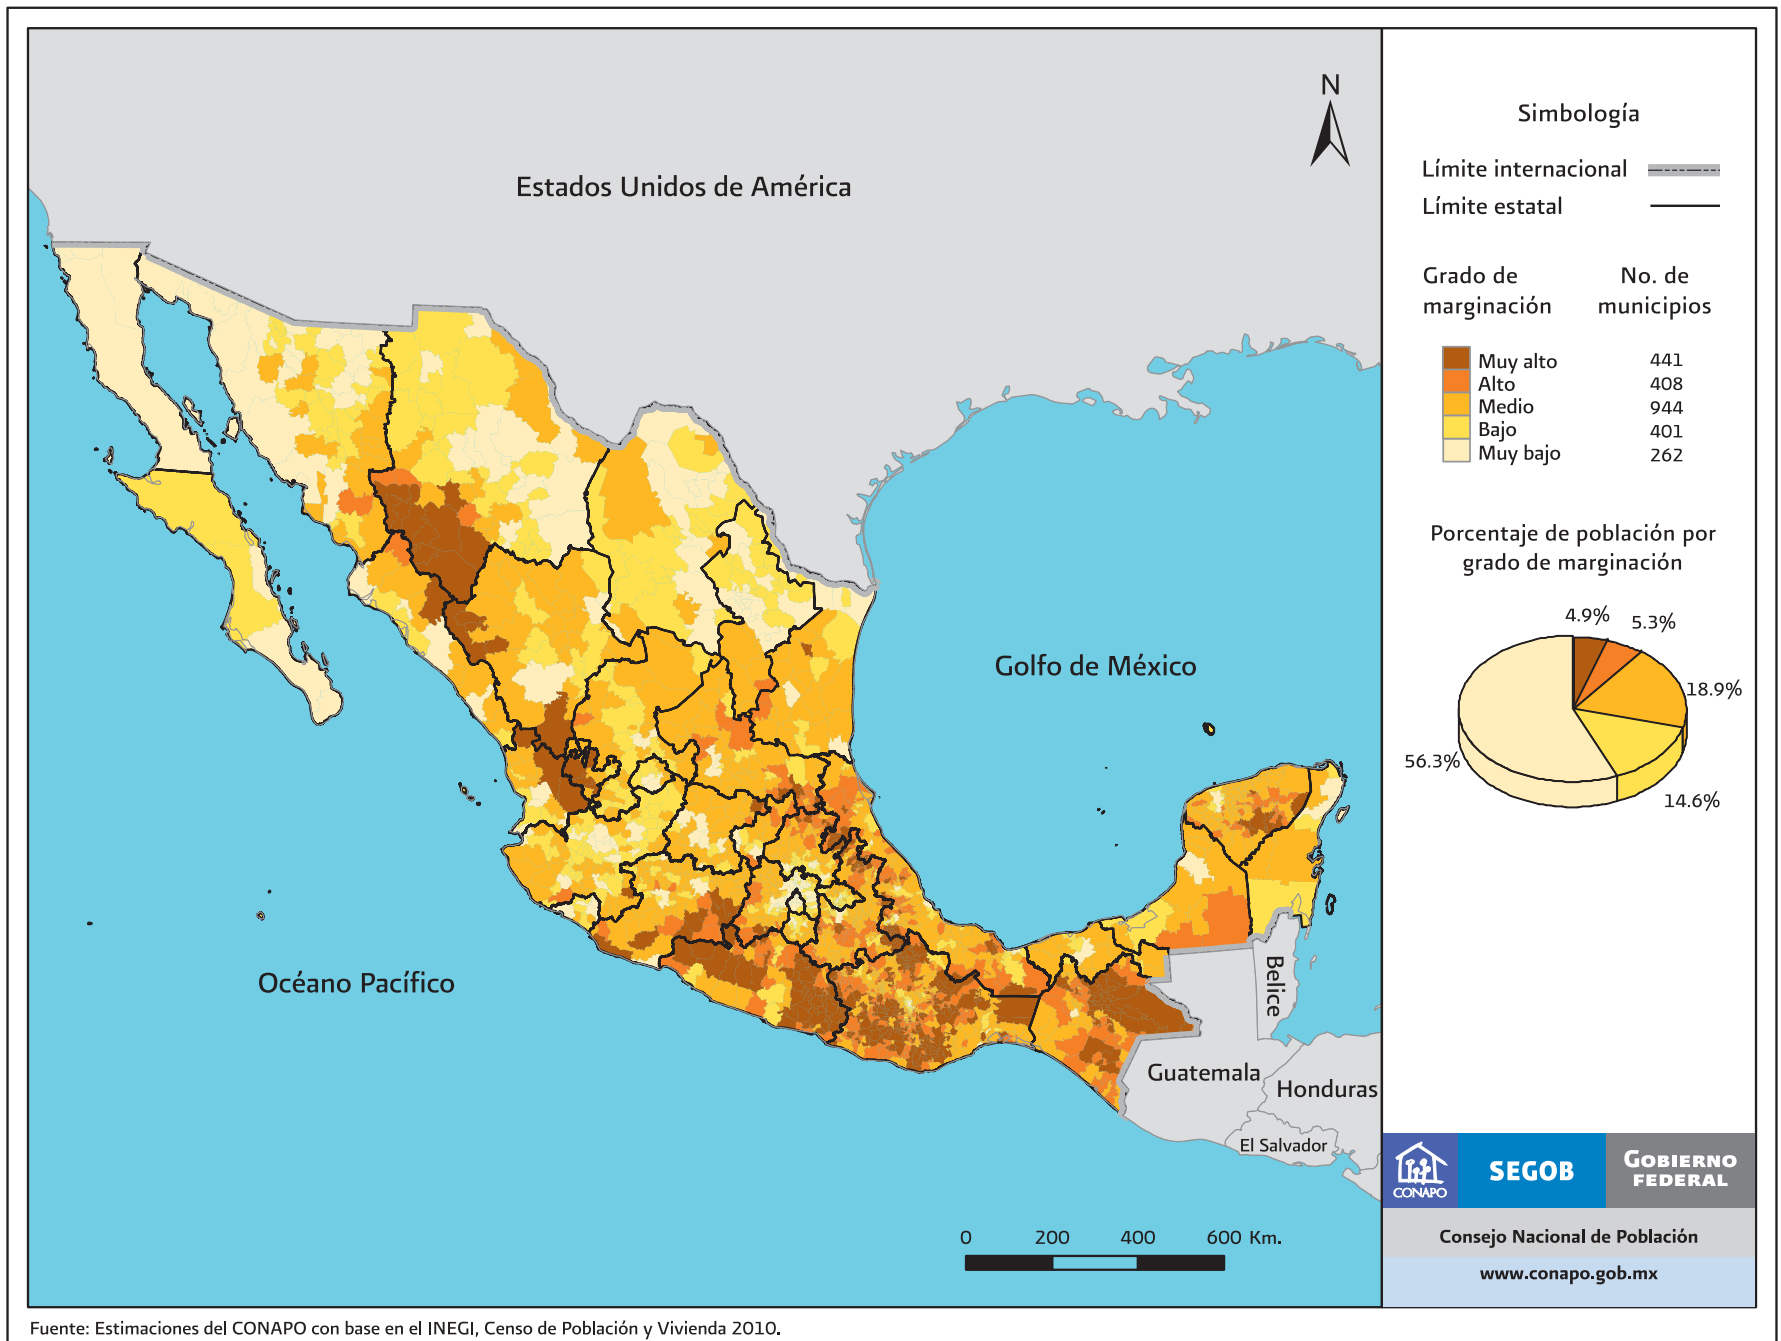 Estados Unidos de América
N
Golfo de México
Océano Pacífico
Belice
Guatemala
Honduras
El Salvador
0 200 400 600 Km.
Simbología
Límite internacional
Límite estatal
Grado de marginación
No. de municipios
Muy alto 441
Alto 408
Medio 944
Bajo 401
Muy bajo 262
Porcentaje de población por
grado de marginación
4.9%
5.3%
18.9%
14.6%
56.3%
CONAPO
SEGOB
GOBIERNO
FEDERAL
Consejo Nacional de Población
www.conapo.gob.mx
Fuente: Estimaciones del CONAPO con base en el INEGI, Censo de Población y Vivienda 2010.